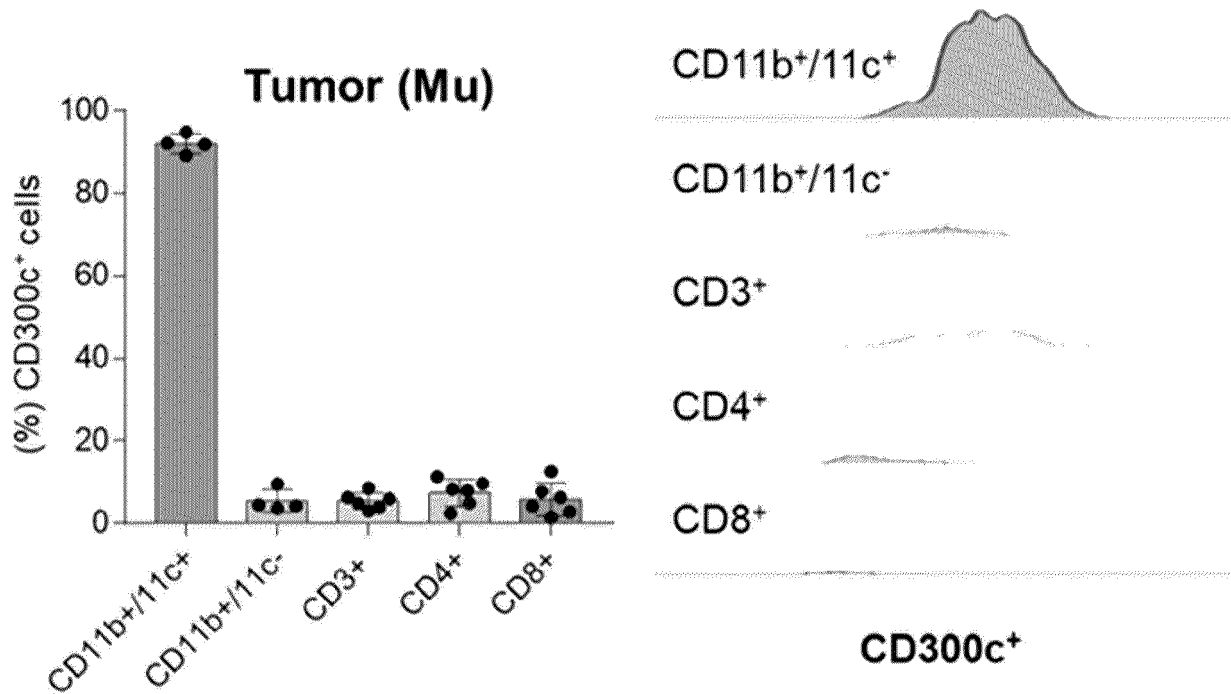 Tumor (Mu)
(%) CD300c⁺ cells
100
80
60
40
20
0
CD11b+/11c+
CD11b+/11c-
CD3+
CD4+
CD8+
CD11b⁺/11c⁺
CD11b⁺/11c⁻
CD3⁺
CD4⁺
CD8⁺
CD300c⁺